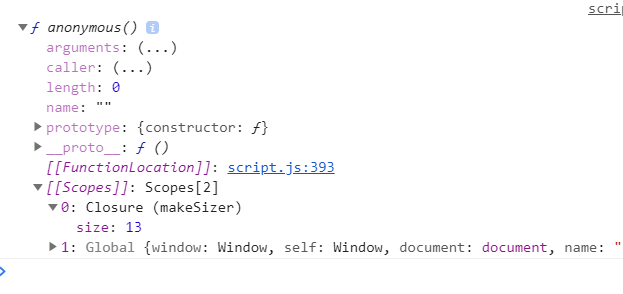 scrip
ƒ anonymous() i
arguments: (...)
caller: (...)
length: 0
name: ""
prototype: {constructor: ƒ}
__proto__: ƒ ()
[[FunctionLocation]]: script.js:393
[[Scopes]]: Scopes[2]
0: Closure (makeSizer)
size: 13
1: Global {window: Window, self: Window, document: document, name: "